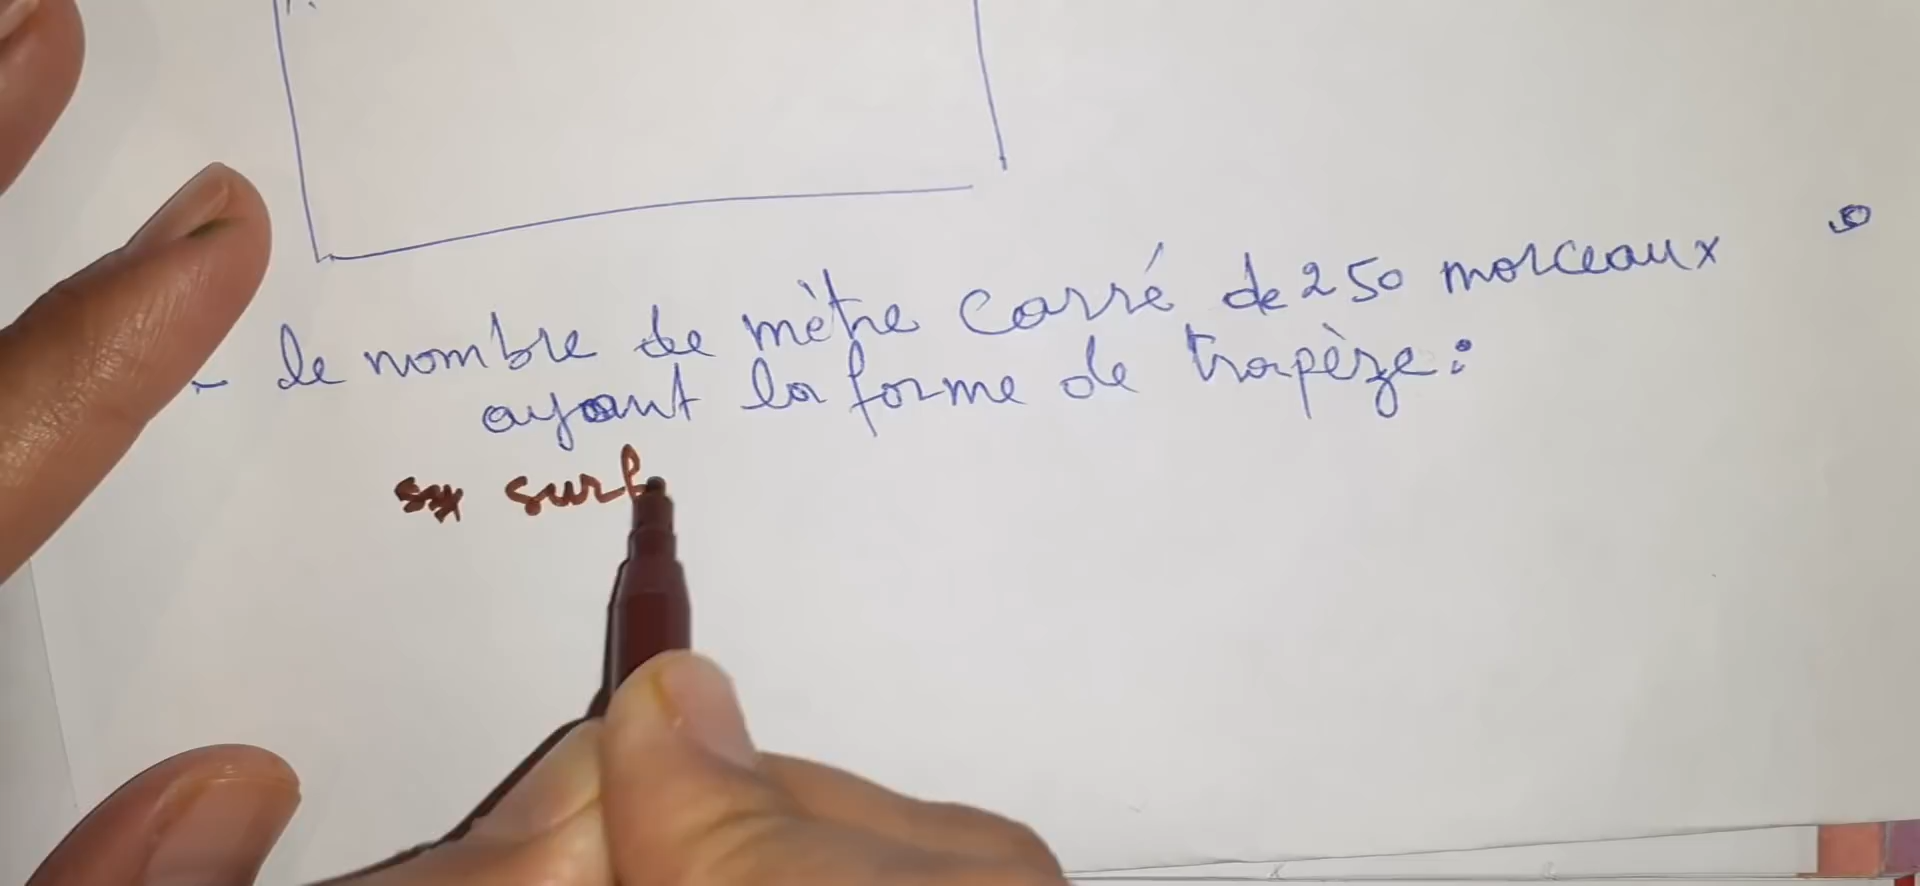 - le nombre de mètre carré de 250 morceaux
ayant la forme de trapèze :
surf